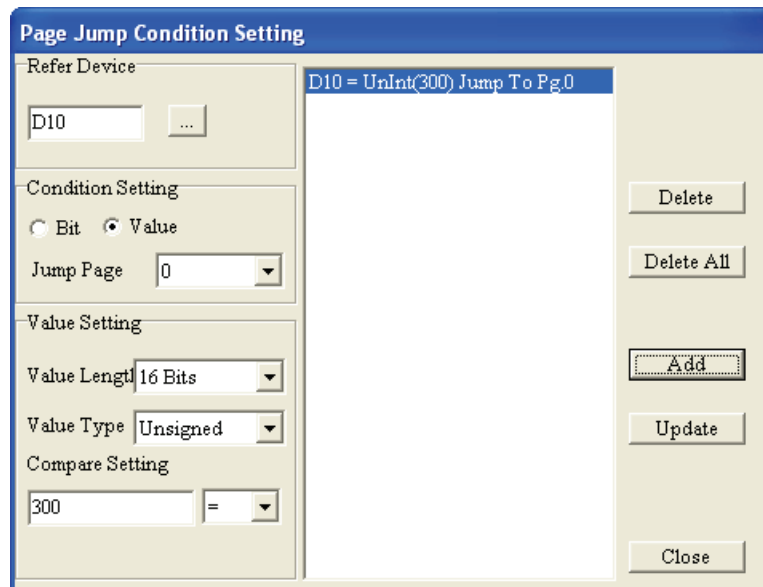 Page Jump Condition Setting
Refer Device
D10
...
Condition Setting
Bit
Value
Jump Page
0
Value Setting
Value Lengtl
16 Bits
Value Type
Unsigned
Compare Setting
300
=
D10 = UnInt(300) Jump To Pg.0
Delete
Delete All
Add
Update
Close